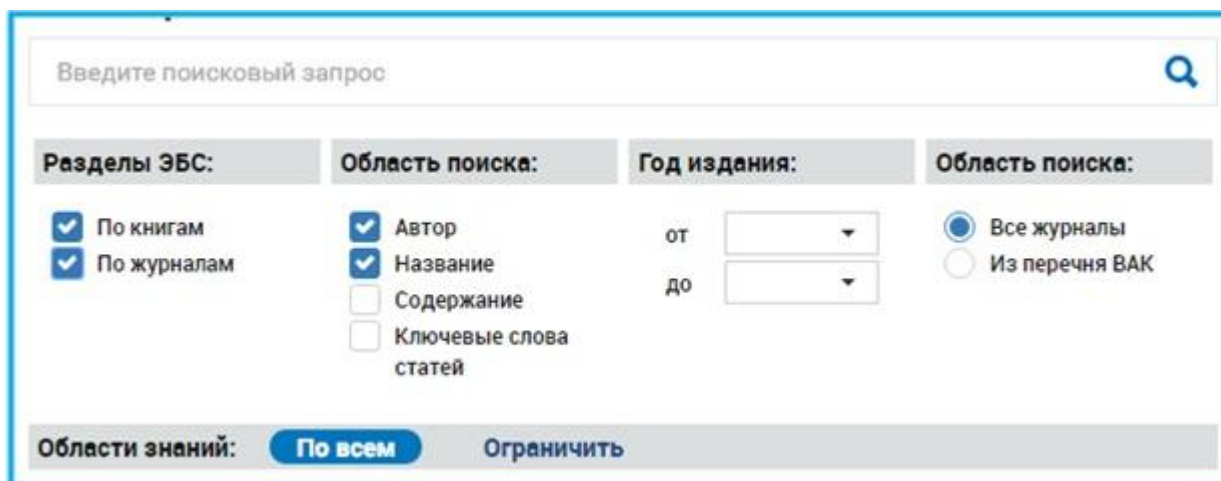 Введите поисковый запрос
Разделы ЭБС:
По книгам
По журналам
Область поиска:
Автор
Название
Содержание
Ключевые слова
статей
Год издания:
от
до
Область поиска:
Все журналы
Из перечня ВАК
Области знаний: По всем Ограничить